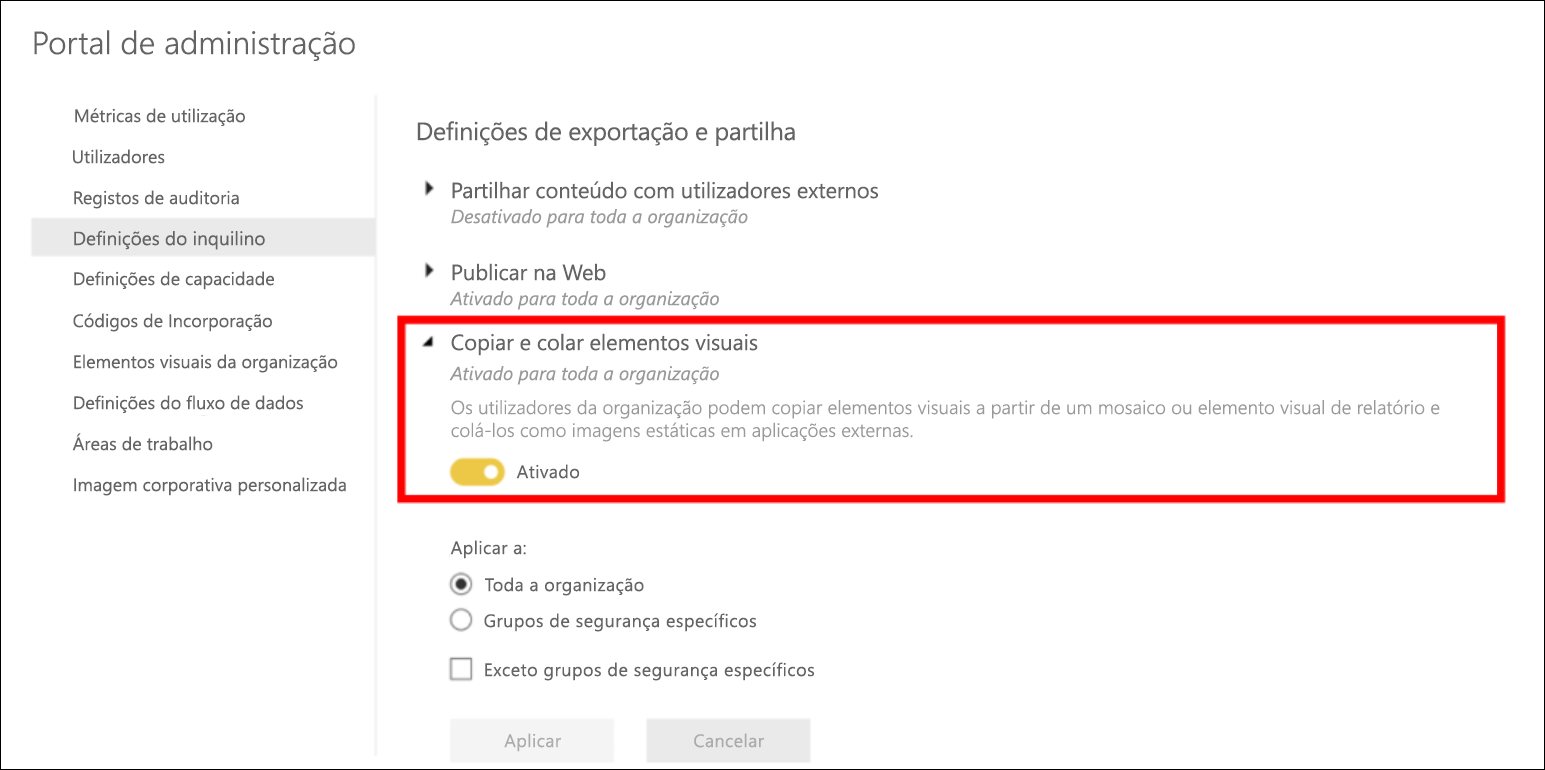 Portal de administração
Métricas de utilização
Utilizadores
Registos de auditoria
Definições do inquilino
Definições de capacidade
Códigos de Incorporação
Elementos visuais da organização
Definições do fluxo de dados
Áreas de trabalho
Imagem corporativa personalizada
Definições de exportação e partilha
Partilhar conteúdo com utilizadores externos
Desativado para toda a organização
Publicar na Web
Ativado para toda a organização
Copiar e colar elementos visuais
Ativado para toda a organização
Os utilizadores da organização podem copiar elementos visuais a partir de um mosaico ou elemento visual de relatório e
colá-los como imagens estáticas em aplicações externas.
Ativado
Aplicar a:
Toda a organização
Grupos de segurança específicos
Exceto grupos de segurança específicos
Aplicar
Cancelar